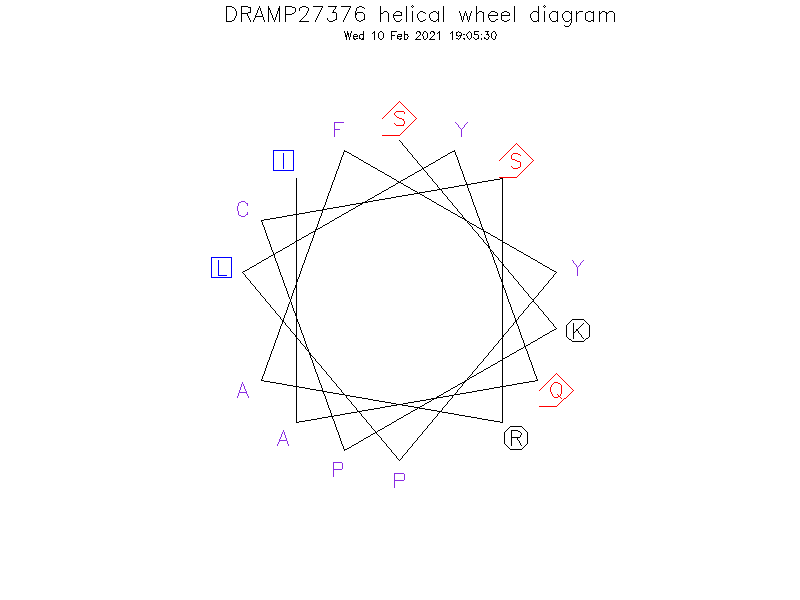 DRAMP27376 helical wheel diagram
Wed 10 Feb 2021 19:05:30
S
F
Y
I
S
C
L
Y
K
A
Q
A
R
P
P